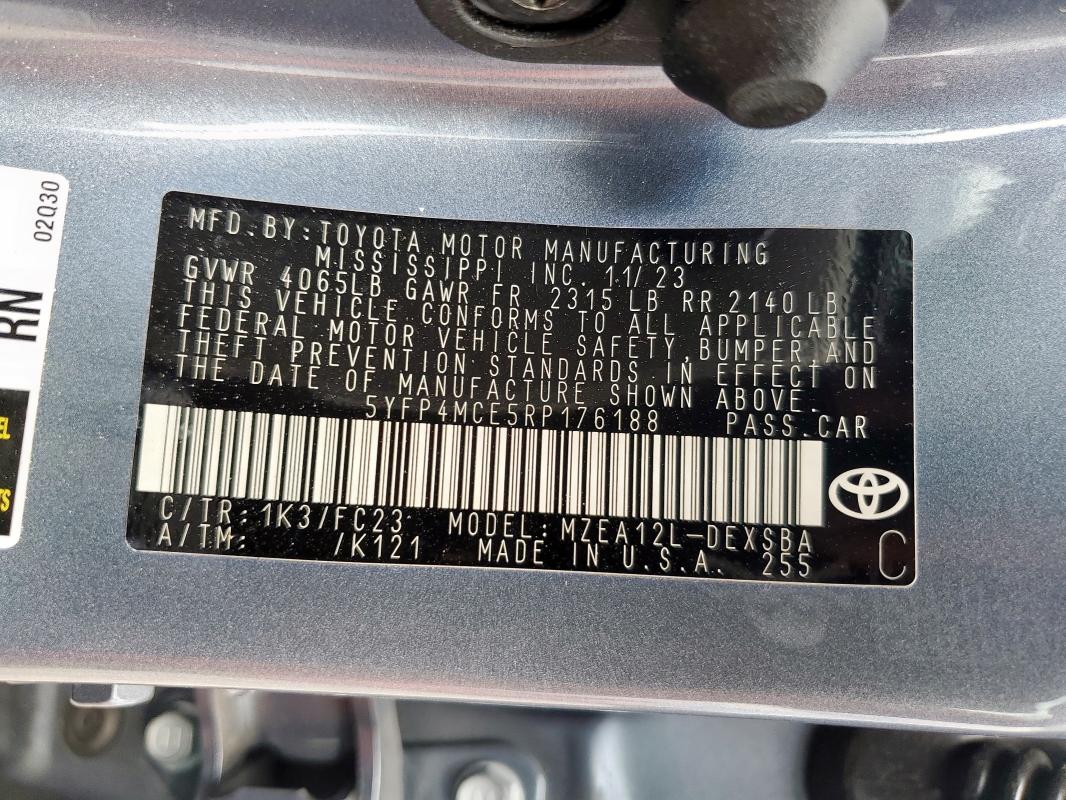 02Q30
RN
EL
TS
MFD.BY:TOYOTA MOTOR MANUFACTURING
MISSISSIPPI INC. 11/23
GVWR 4065LB GAWR FR 2315 LB RR 2140 LB
THIS VEHICLE CONFORMS TO ALL APPLICABLE
FEDERAL MOTOR VEHICLE SAFETY,BUMPER,AND
THEFT PREVENTION STANDARDS IN EFFECT ON
THE DATE OF MANUFACTURE SHOWN ABOVE.
5YFP4MCE5RP176188 PASS.CAR
C/TR:1K3/FC23 MODEL:MZEA12L-DEXSBA
A/TM: /K121 MADE IN U.S.A. 255 C